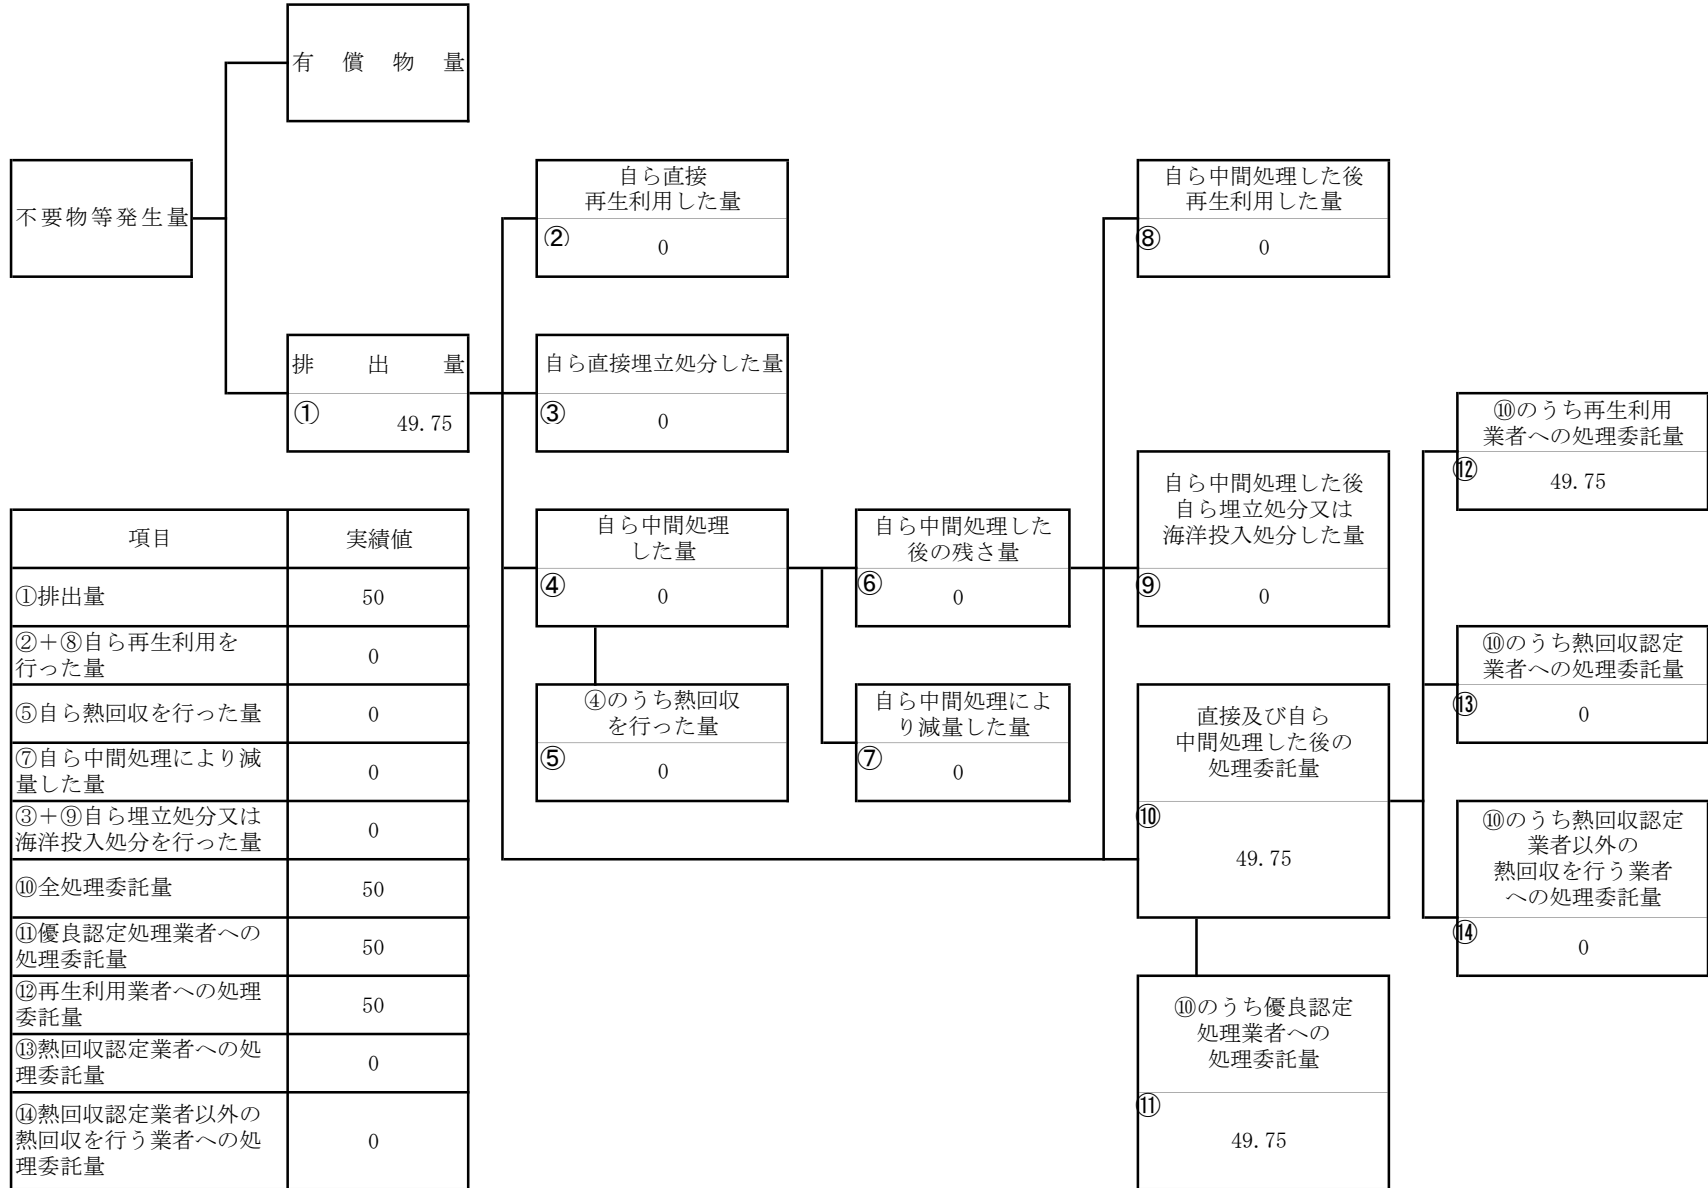 有償物量
不要物等発生量
排出量
① 49.75
自ら直接
再生利用した量
② 0
自ら直接埋立処分した量
③ 0
自ら中間処理
した量
④ 0
④のうち熱回収
を行った量
⑤ 0
自ら中間処理した
後の残さ量
⑥ 0
自ら中間処理によ
り減量した量
⑦ 0
自ら中間処理した後
再生利用した量
⑧ 0
自ら中間処理した後
自ら埋立処分又は
海洋投入処分した量
⑨ 0
直接及び自ら
中間処理した後の
処理委託量
⑩
49.75
⑩のうち優良認定
処理業者への
処理委託量
⑪
49.75
⑩のうち再生利用
業者への処理委託量
⑫ 49.75
⑩のうち熱回収認定
業者への処理委託量
⑬ 0
⑩のうち熱回収認定
業者以外の
熱回収を行う業者
への処理委託量
⑭ 0
項目 実績値
①排出量 50
②+⑧自ら再生利用を
行った量 0
⑤自ら熱回収を行った量 0
⑦自ら中間処理により減
量した量 0
③+⑨自ら埋立処分又は
海洋投入処分を行った量 0
⑩全処理委託量 50
⑪優良認定処理業者への
処理委託量 50
⑫再生利用業者への処理
委託量 50
⑬熱回収認定業者への処
理委託量 0
⑭熱回収認定業者以外の
熱回収を行う業者への処
理委託量 0